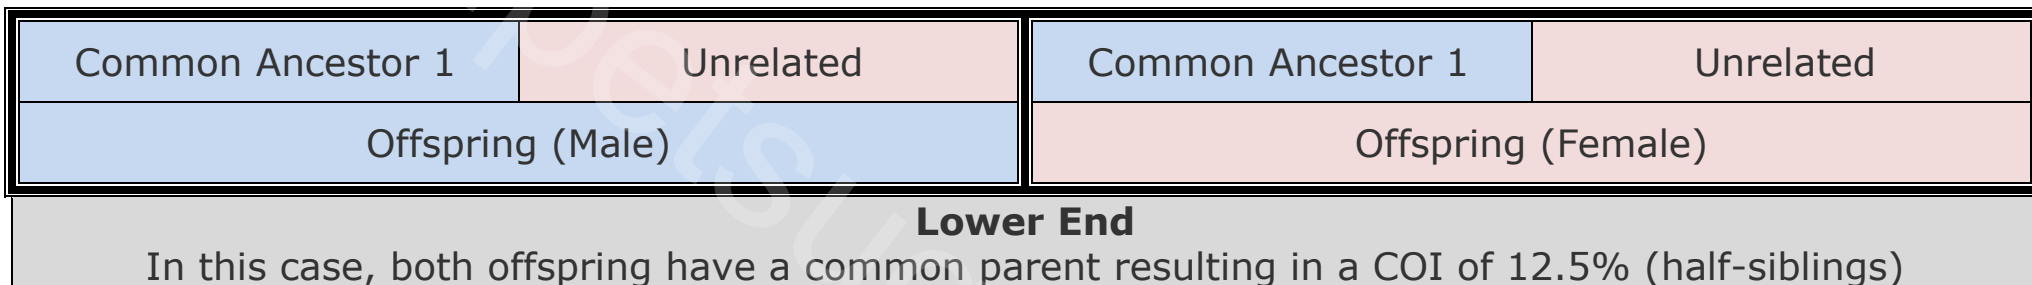 Common Ancestor 1 Unrelated Common Ancestor 1 Unrelated
Offspring (Male) Offspring (Female)
Lower End
In this case, both offspring have a common parent resulting in a COI of 12.5% (half-siblings)